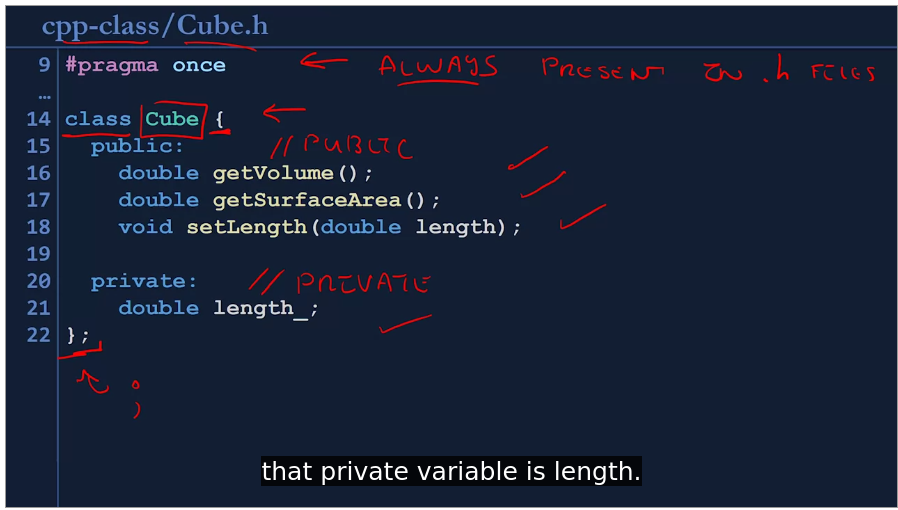 cpp-class/Cube.h
9 #pragma once ALWAYS PRESENT IN .h FILES
…
14 class Cube {
15 public: //PUBLIC
16 double getVolume();
17 double getSurfaceArea();
18 void setLength(double length);
19
20 private: //PRIVATE
21 double length_;
22 };
;
that private variable is length.